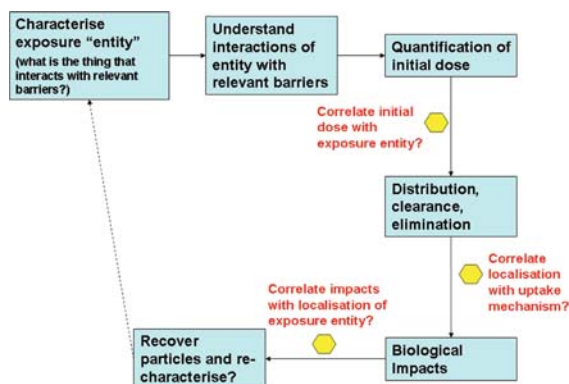 Characterise
exposure “entity”
(what is the thing that
interacts with relevant
barriers?)
Understand
interactions of
entity with
relevant barriers
Quantification of
initial dose
Correlate initial
dose with
exposure entity?
Distribution,
clearance,
elimination
Correlate
localisation
with uptake
mechanism?
Biological
Impacts
Correlate impacts
with localisation of
exposure entity?
Recover
particles and re-
characterise?